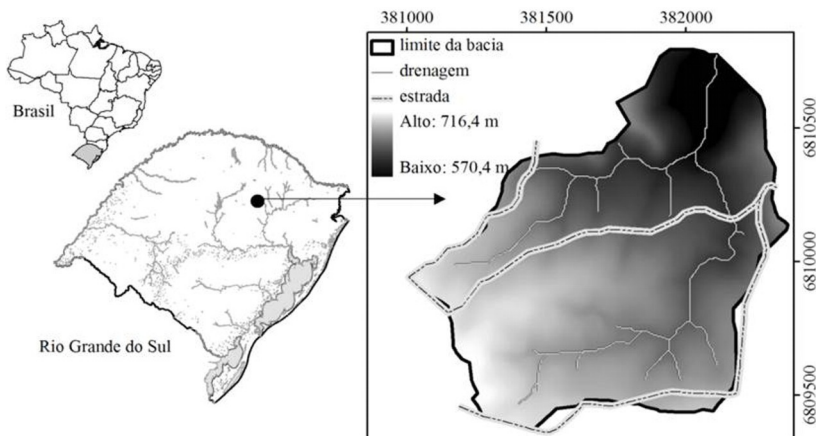 381000 381500 382000
Brasil
Rio Grande do Sul
limite da bacia
drenagem
estrada
Alto: 716,4 m
Baixo: 570,4 m
6810500
6810000
6809500